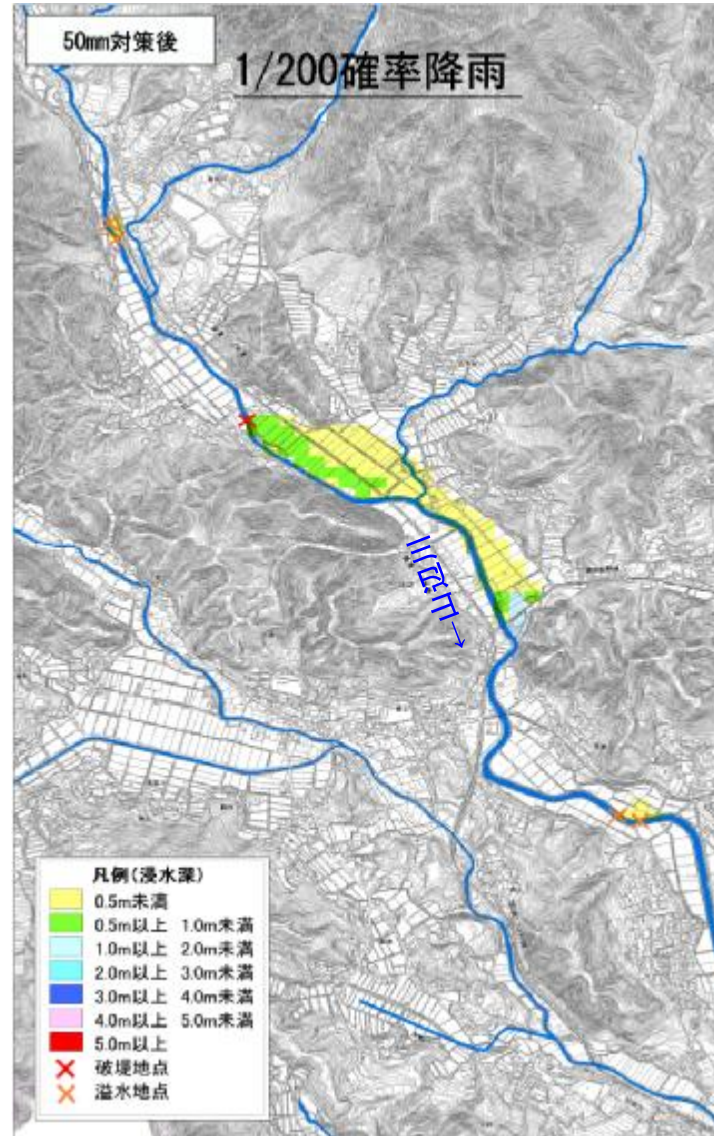 50mm対策後
1/200確率降雨
山辺川→
凡例(浸水深)
0.5m未満
0.5m以上 1.0m未満
1.0m以上 2.0m未満
2.0m以上 3.0m未満
3.0m以上 4.0m未満
4.0m以上 5.0m未満
5.0m以上
破堤地点
溢水地点